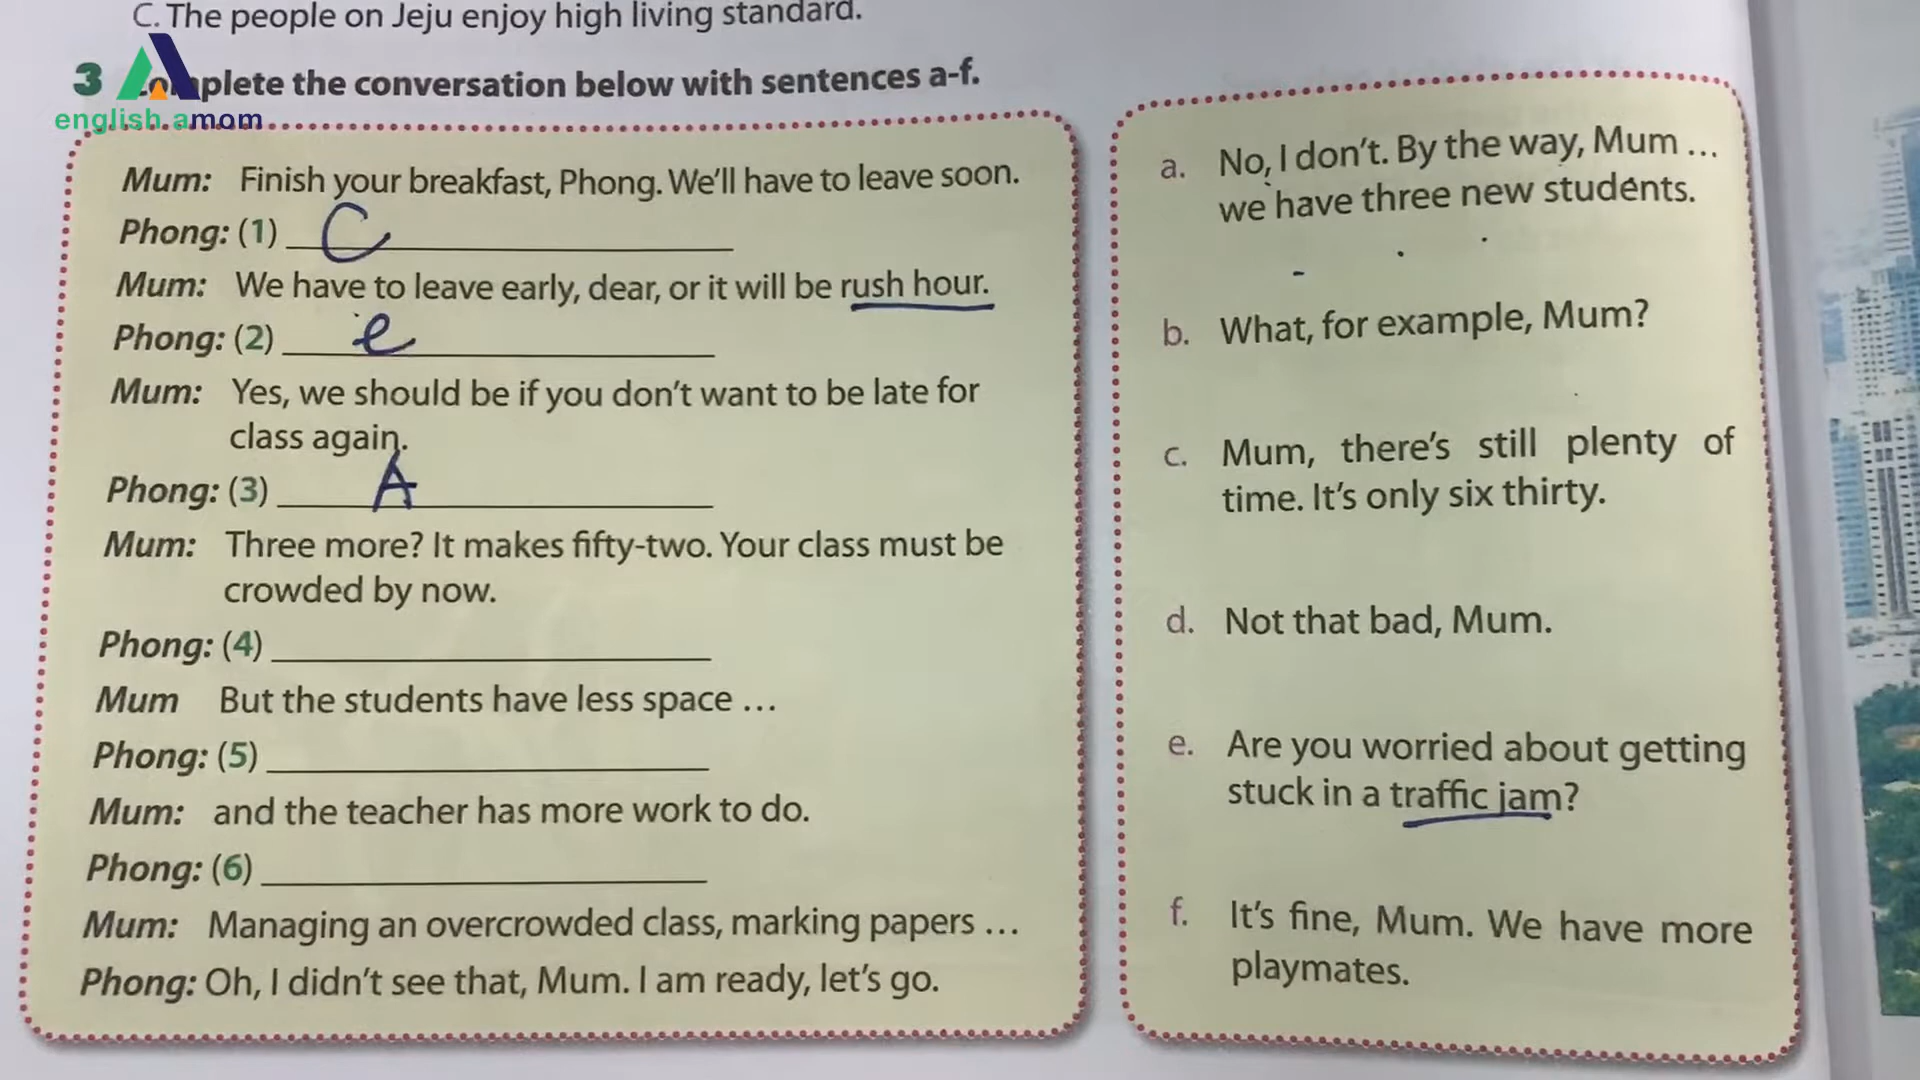 C. The people on Jeju enjoy high living standard.
3 Complete the conversation below with sentences a-f.
english.amom
Mum: Finish your breakfast, Phong. We'll have to leave soon.
Phong: (1) C
Mum: We have to leave early, dear, or it will be rush hour.
Phong: (2) e
Mum: Yes, we should be if you don't want to be late for
class again.
Phong: (3) A
Mum: Three more? It makes fifty-two. Your class must be
crowded by now.
Phong: (4)
Mum But the students have less space ...
Phong: (5)
Mum: and the teacher has more work to do.
Phong: (6)
Mum: Managing an overcrowded class, marking papers ...
Phong: Oh, I didn't see that, Mum. I am ready, let's go.
a. No, I don't. By the way, Mum ...
we have three new students.
b. What, for example, Mum?
c. Mum, there's still plenty of
time. It's only six thirty.
d. Not that bad, Mum.
e. Are you worried about getting
stuck in a traffic jam?
f. It's fine, Mum. We have more
playmates.